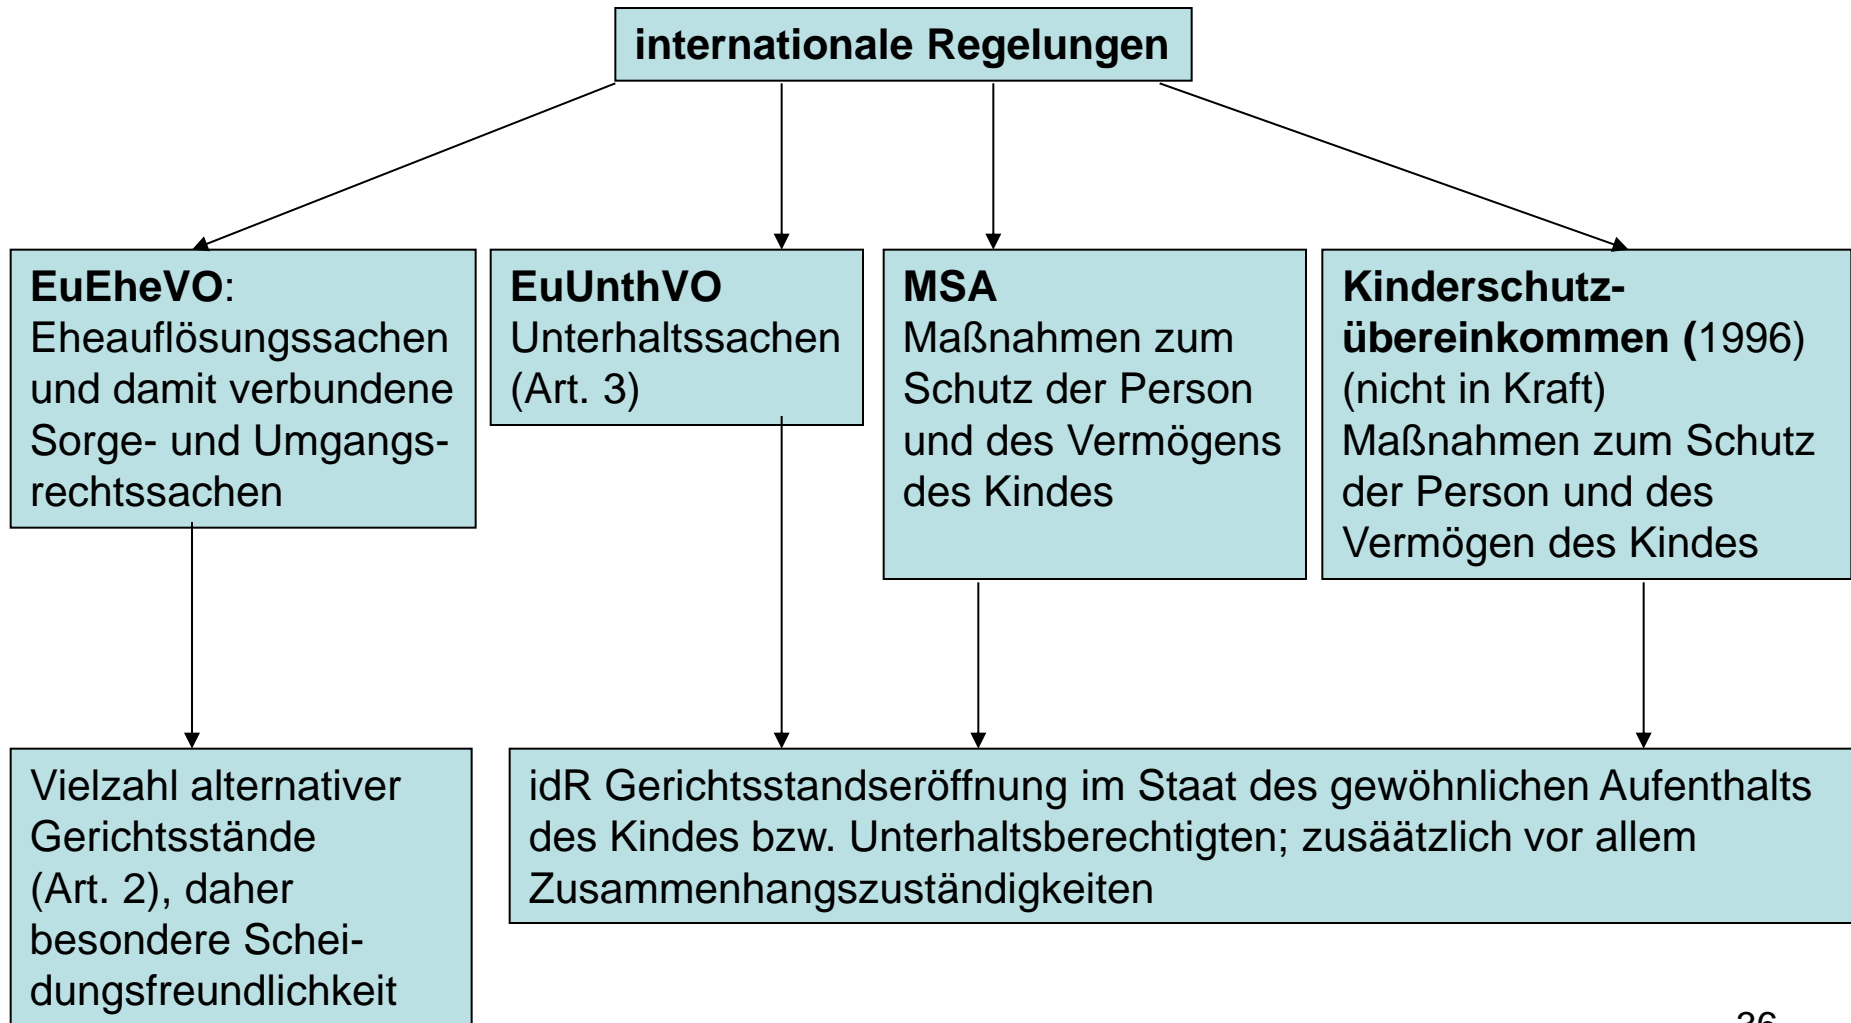 internationale Regelungen
EuEheVO:
Eheauflösungssachen
und damit verbundene
Sorge- und Umgangs-
rechtssachen
EuUnthVO
Unterhaltssachen
(Art. 3)
MSA
Maßnahmen zum
Schutz der Person
und des Vermögens
des Kindes
Kinderschutz-
übereinkommen (1996)
(nicht in Kraft)
Maßnahmen zum Schutz
der Person und des
Vermögen des Kindes
Vielzahl alternativer
Gerichtsstände
(Art. 2), daher
besondere Schei-
dungsfreundlichkeit
idR Gerichtsstandseröffnung im Staat des gewöhnlichen Aufenthalts
des Kindes bzw. Unterhaltsberechtigten; zusäätzlich vor allem
Zusammenhangszuständigkeiten
36